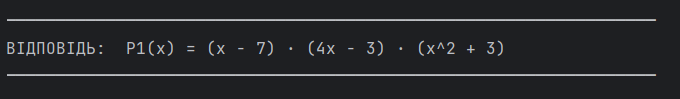 ВІДПОВІДЬ:  P1(x) = (x - 7) · (4x - 3) · (x^2 + 3)